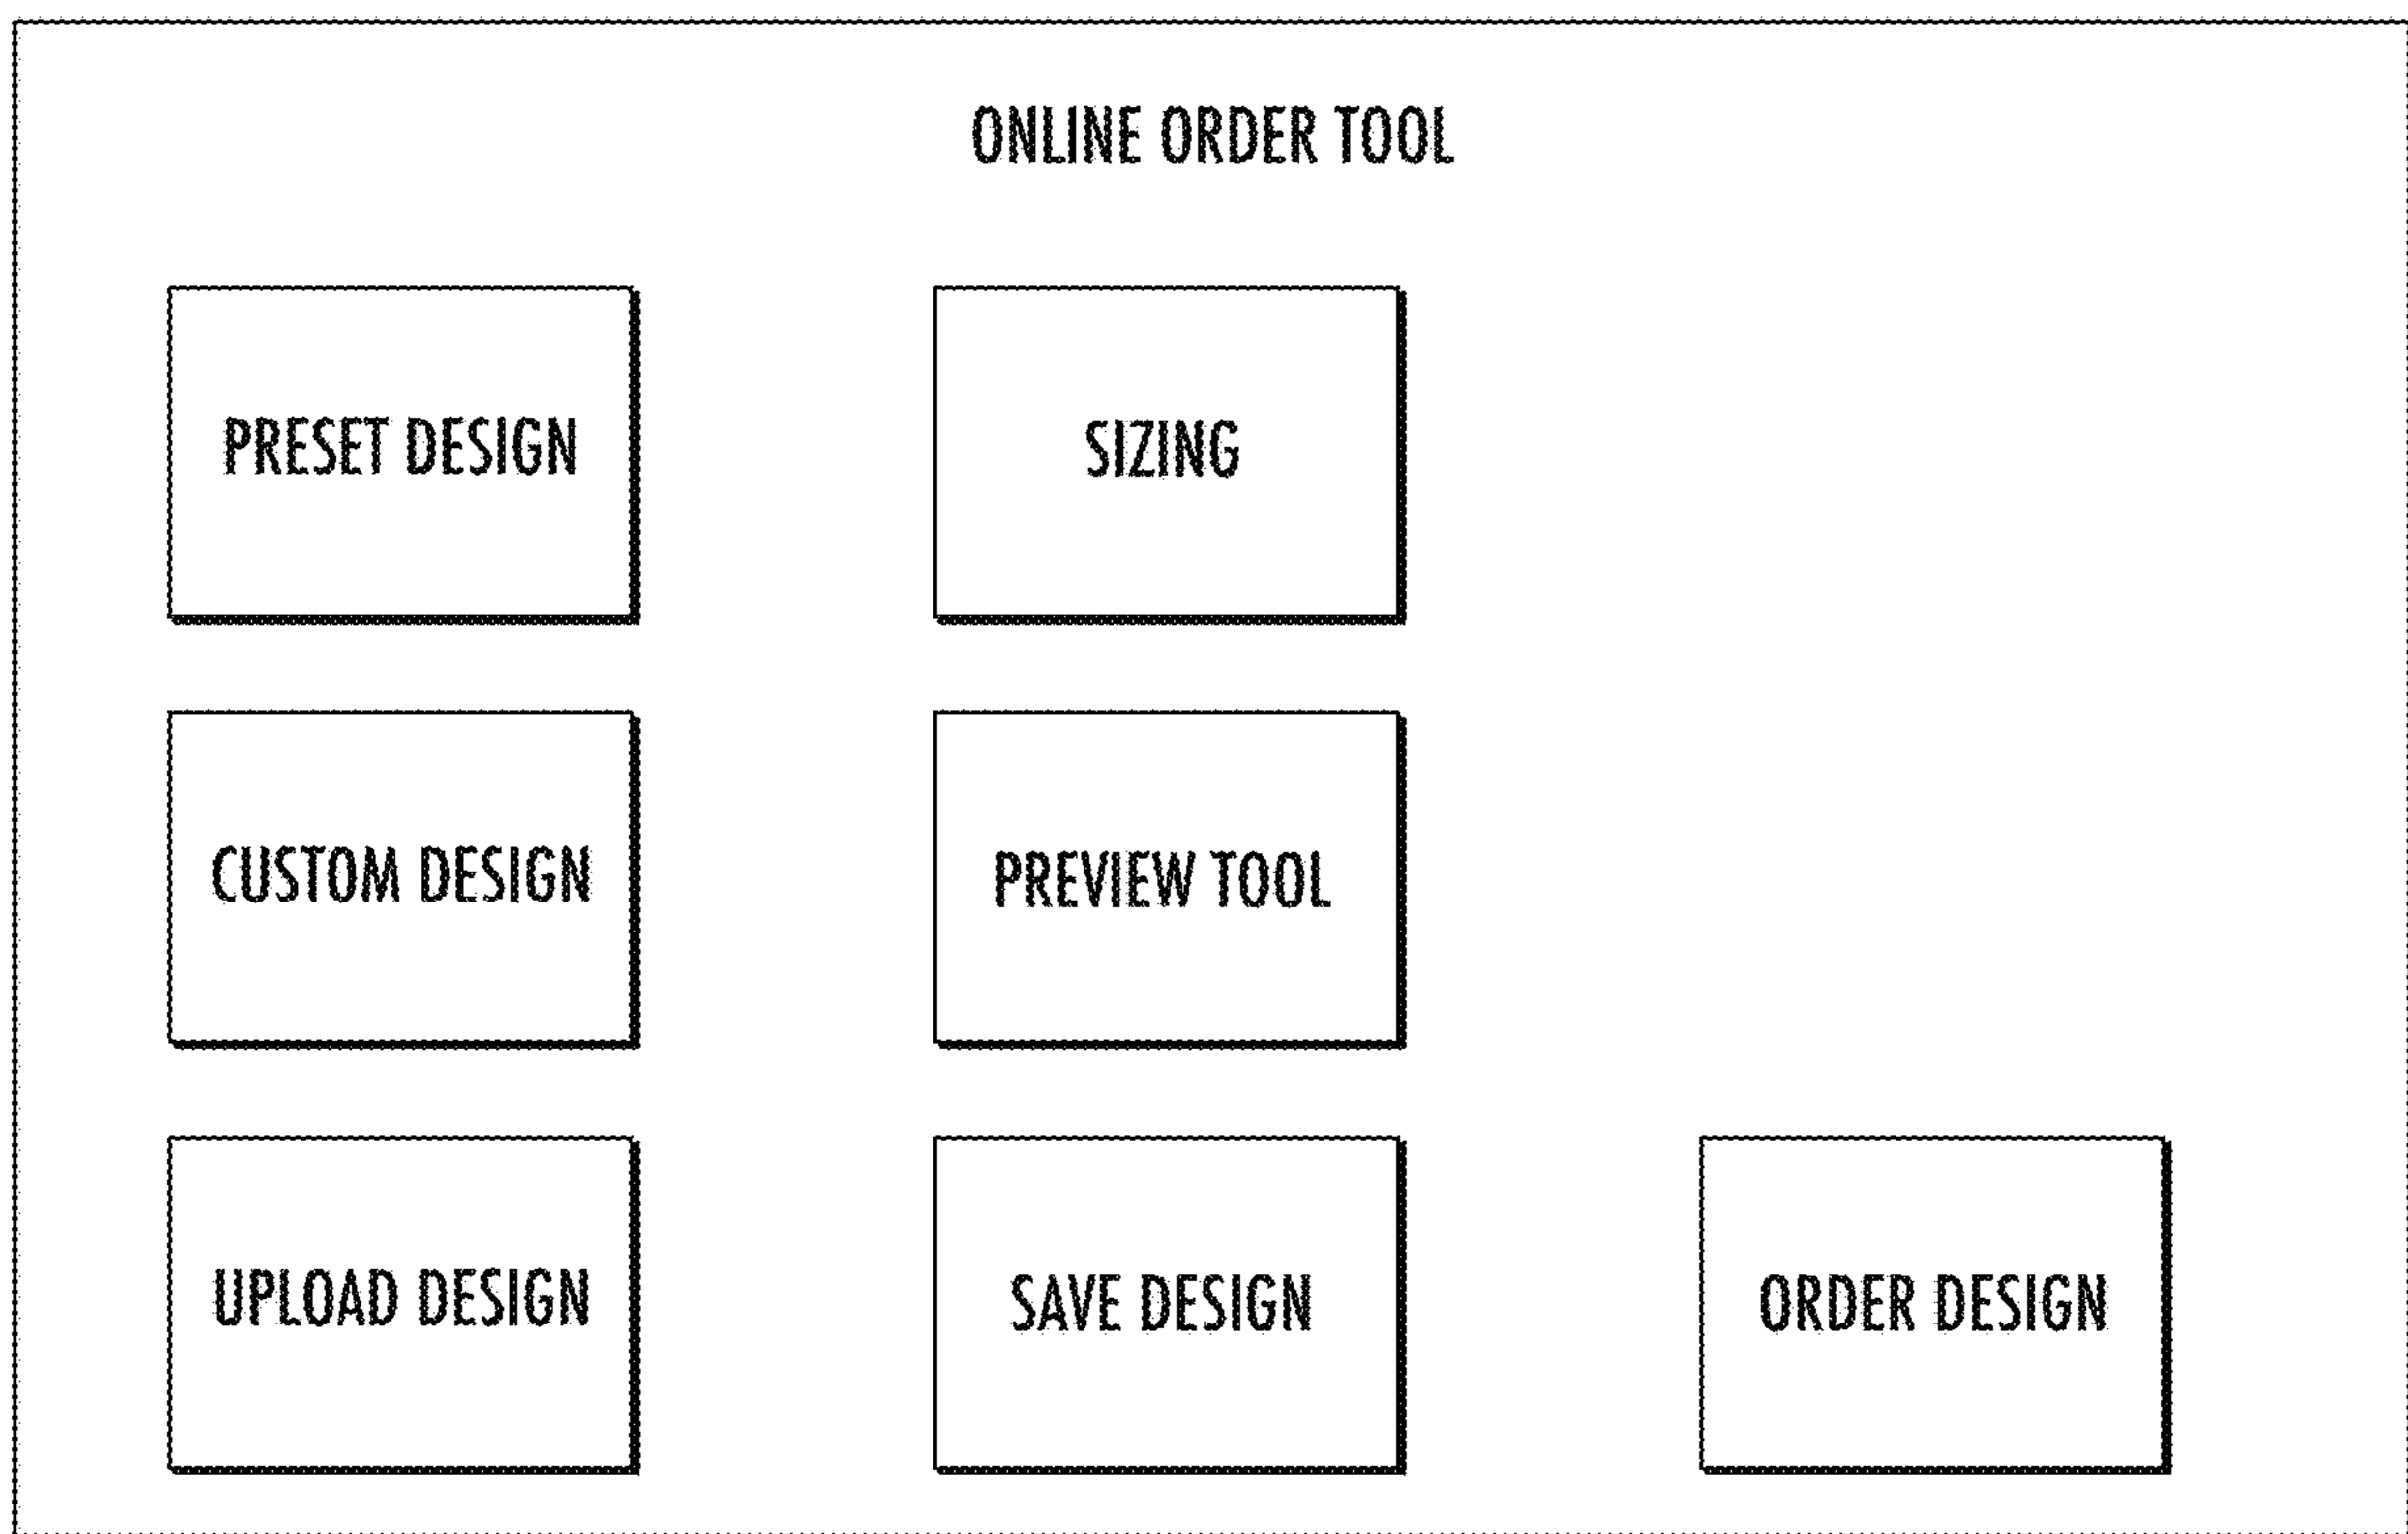 ONLINE ORDER TOOL
PRESET DESIGN
SIZING
CUSTOM DESIGN
PREVIEW TOOL
UPLOAD DESIGN
SAVE DESIGN
ORDER DESIGN